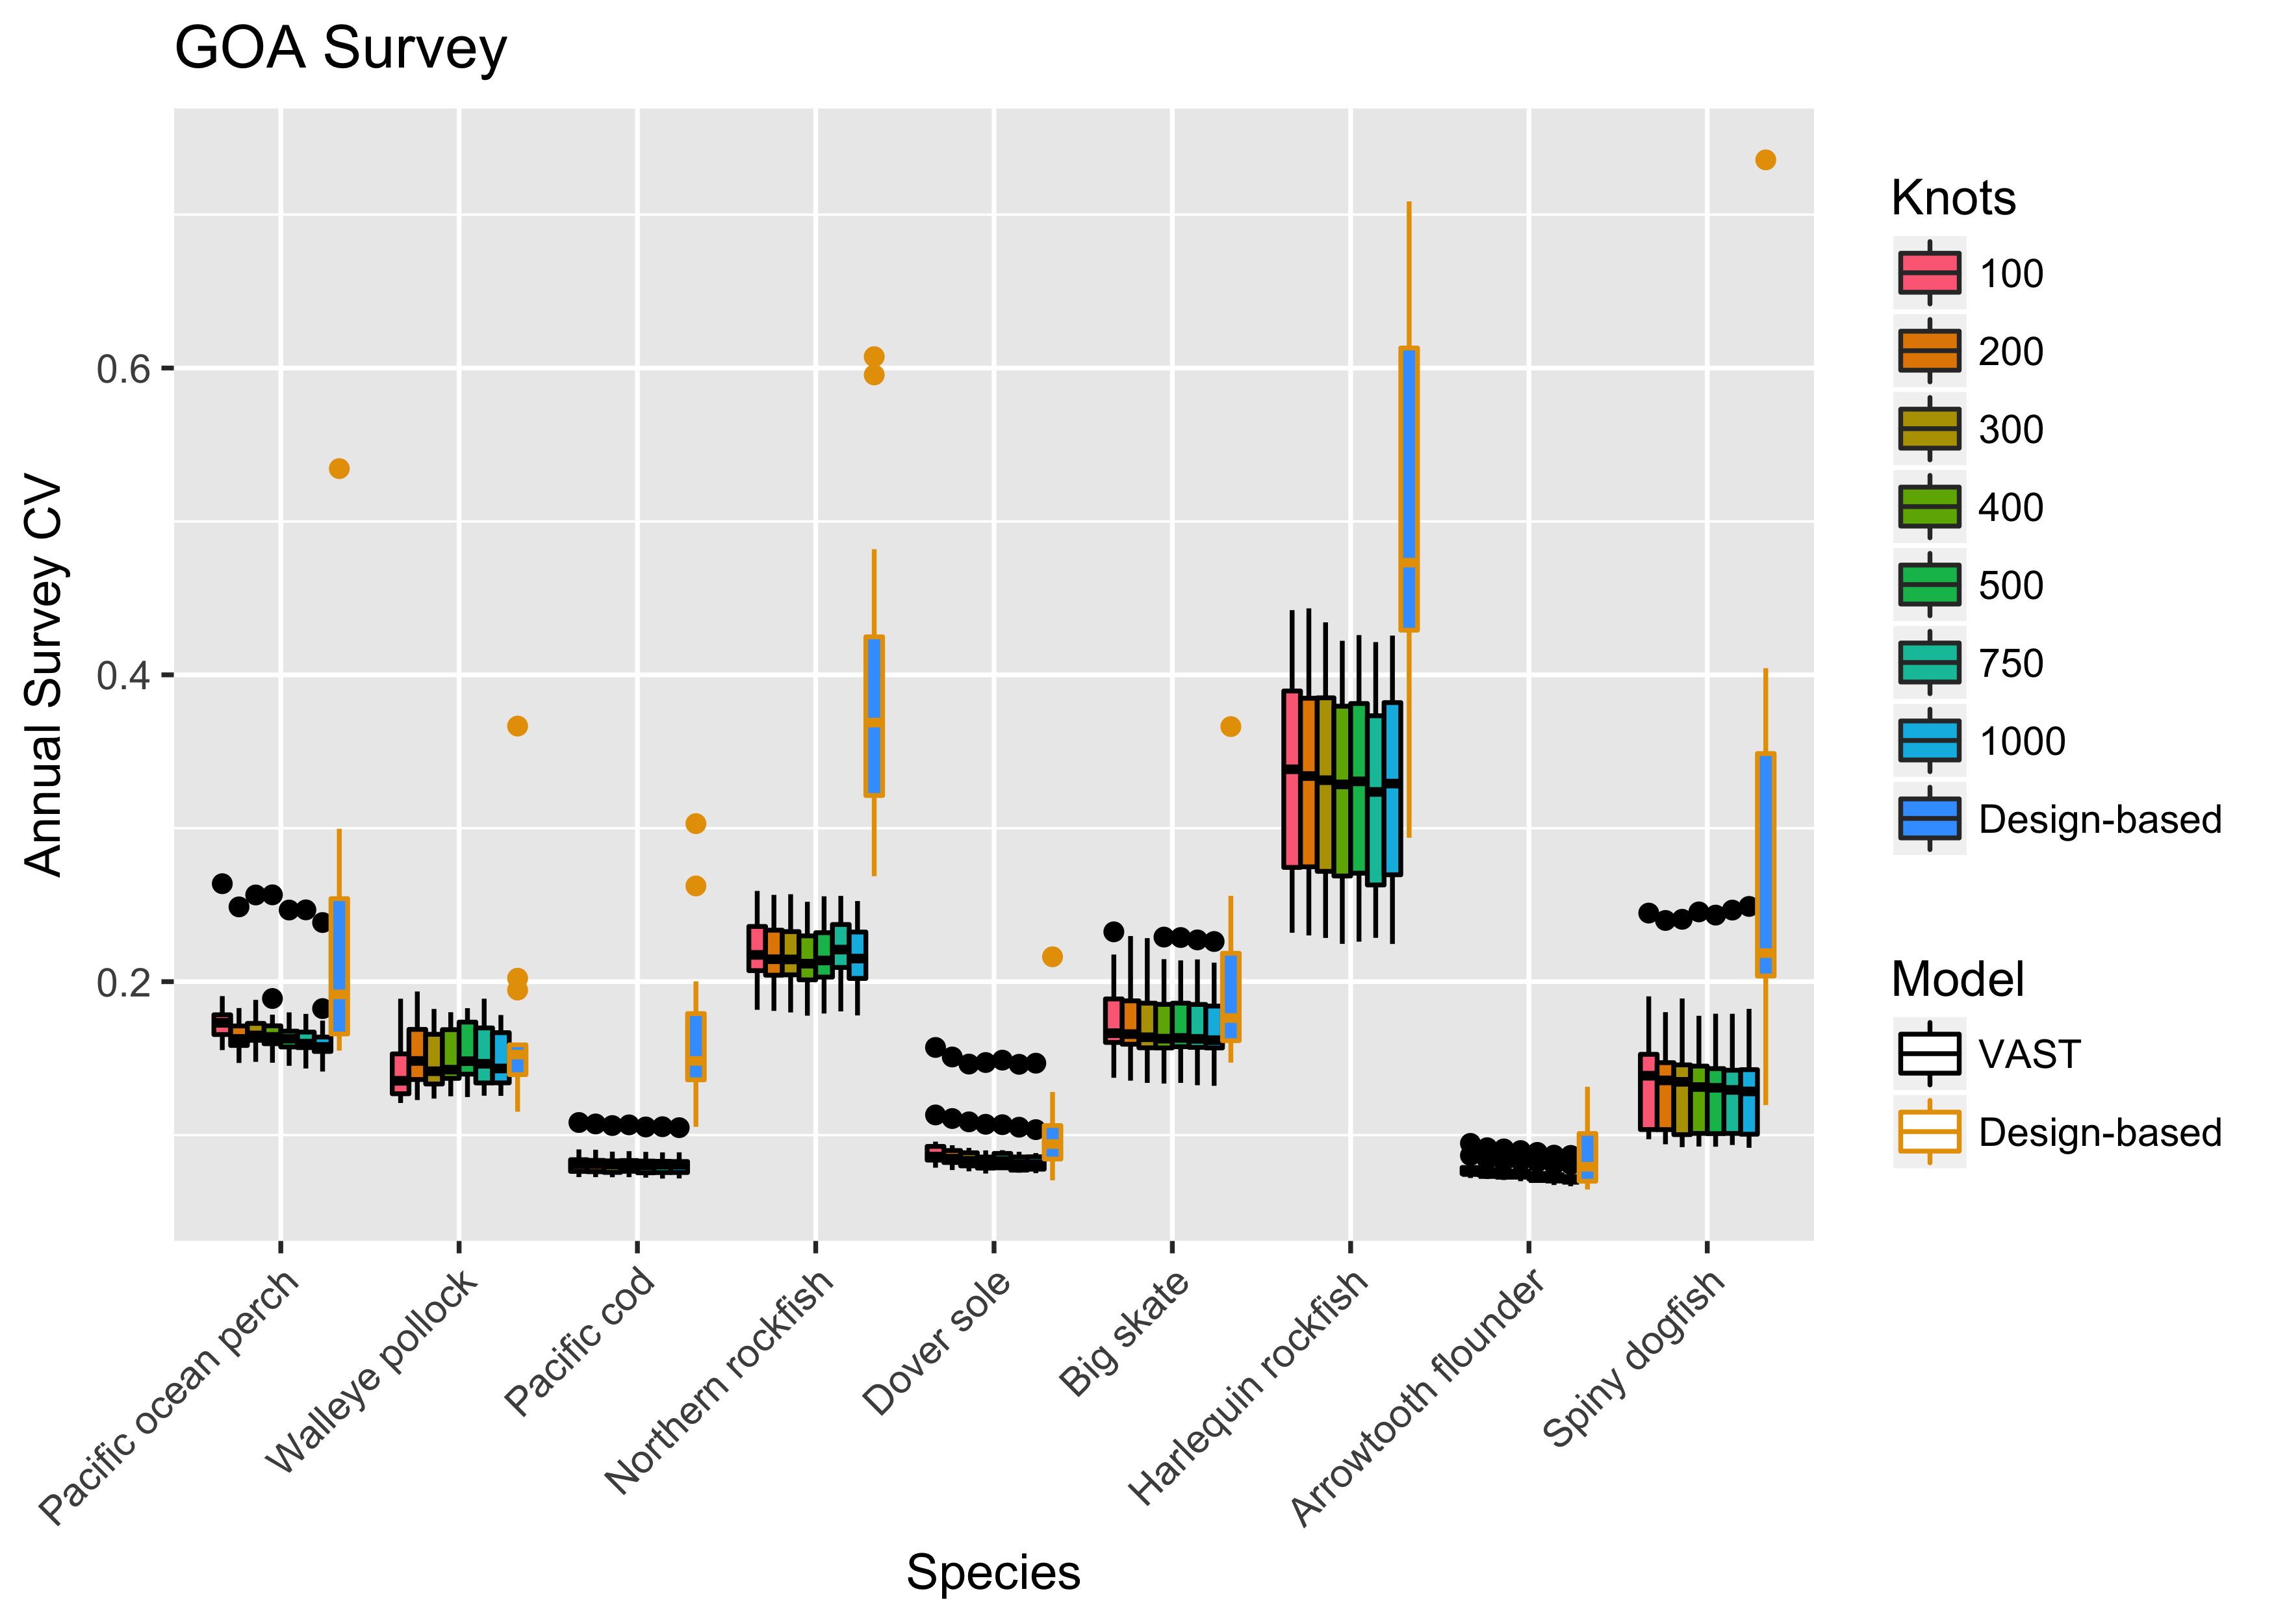 GOA Survey
Annual Survey CV
0.6
0.4
0.2
Pacific ocean perch
Walleye pollock
Pacific cod
Northern rockfish
Dover sole
Big skate
Harlequin rockfish
Arrowtooth flounder
Spiny dogfish
Species
Knots
100
200
300
400
500
750
1000
Design-based
Model
VAST
Design-based